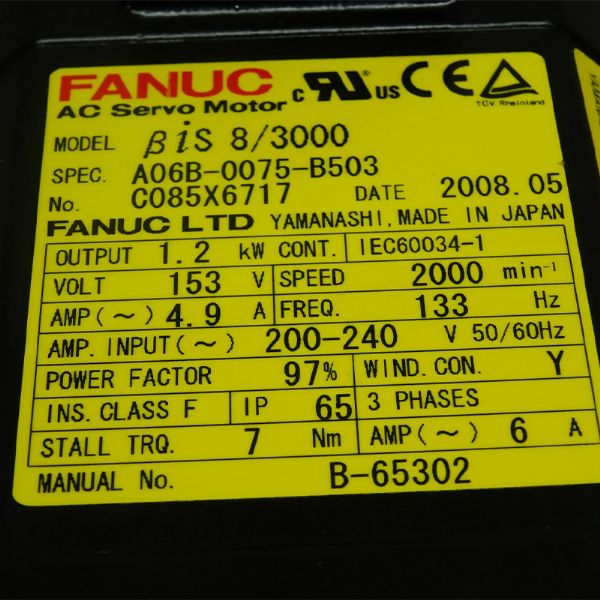 FANUC
AC Servo Motor
c RU US CE TÜV Rheinland
MODEL βiS 8/3000
SPEC. A06B-0075-B503
No. C085X6717 DATE 2008.05
FANUC LTD YAMANASHI, MADE IN JAPAN
OUTPUT 1.2 kW CONT. IEC60034-1
VOLT 153 V SPEED 2000 min-1
AMP(~) 4.9 A FREQ. 133 Hz
AMP. INPUT(~) 200-240 V 50/60Hz
POWER FACTOR 97% WIND. CON. Y
INS. CLASS F IP 65 3 PHASES
STALL TRQ. 7 Nm AMP(~) 6 A
MANUAL No. B-65302